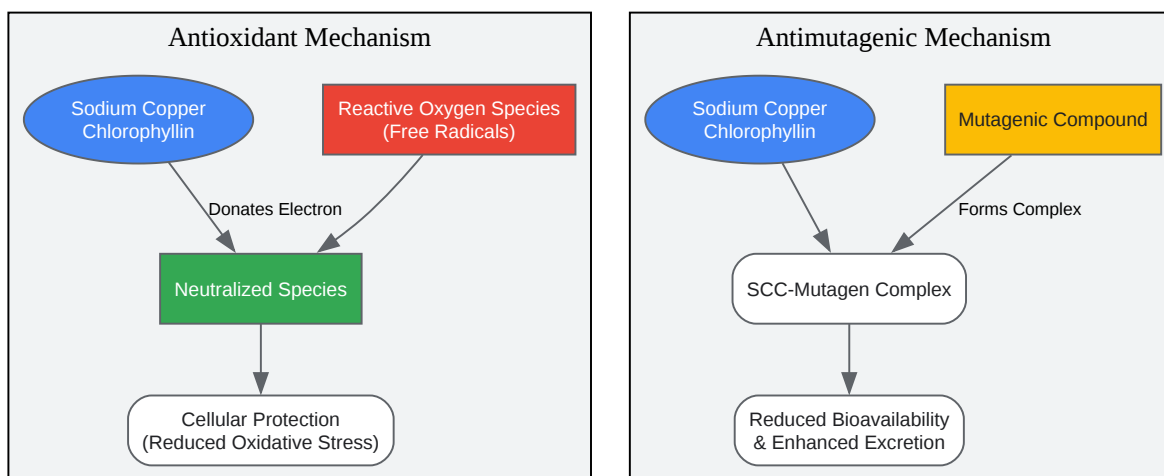 Antioxidant Mechanism
Sodium Copper
Chlorophyllin
Reactive Oxygen Species
(Free Radicals)
Donates Electron
Neutralized Species
Cellular Protection
(Reduced Oxidative Stress)
Antimutagenic Mechanism
Sodium Copper
Chlorophyllin
Mutagenic Compound
Forms Complex
SCC-Mutagen Complex
Reduced Bioavailability
& Enhanced Excretion